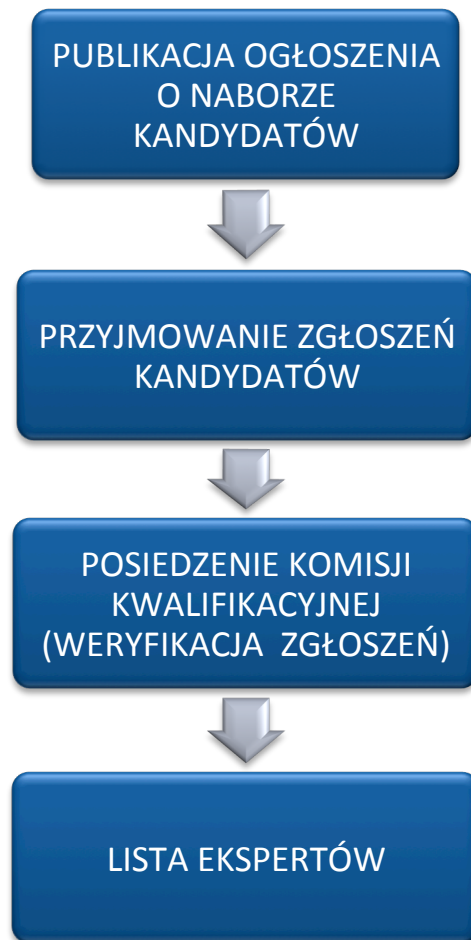 PUBLIKACJA OGŁOSZENIA
O NABORZE
KANDYDATÓW
PRZYJMOWANIE ZGŁOSZEŃ
KANDYDATÓW
POSIEDZENIE KOMISJI
KWALIFIKACYJNEJ
(WERYFIKACJA  ZGŁOSZEŃ)
LISTA EKSPERTÓW